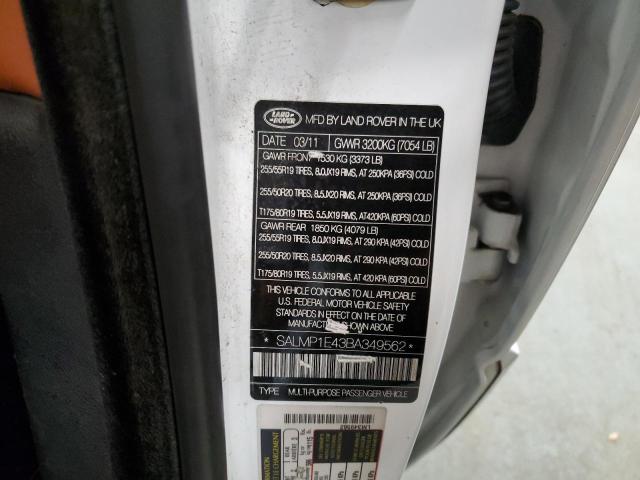 LAND ROVER
MFD BY LAND ROVER IN THE UK
DATE 03/11 GVWR 3200KG (7054 LB)
GAWR FRONT 1530 KG (3373 LB)
255/55R19 TIRES, 8.0JX19 RIMS, AT 250KPA (36PSI) COLD
255/50R20 TIRES, 8.5JX20 RIMS, AT 250KPA (36PSI) COLD
T175/80R19 TIRES, 5.5JX19 RIMS, AT 420KPA (60PSI) COLD
GAWR REAR 1850 KG (4079 LB)
255/55R19 TIRES, 8.0JX19 RIMS, AT 290 KPA (42PSI) COLD
255/50R20 TIRES, 8.5JX20 RIMS, AT 290 KPA (42PSI) COLD
T175/80R19 TIRES, 5.5JX19 RIMS, AT 420 KPA (60PSI) COLD
THIS VEHICLE CONFORMS TO ALL APPLICABLE
U.S. FEDERAL MOTOR VEHICLE SAFETY
STANDARDS IN EFFECT ON THE DATE OF
MANUFACTURE SHOWN ABOVE
*SALMP1E43BA349562*
TYPE MULTI-PURPOSE PASSENGER VEHICLE